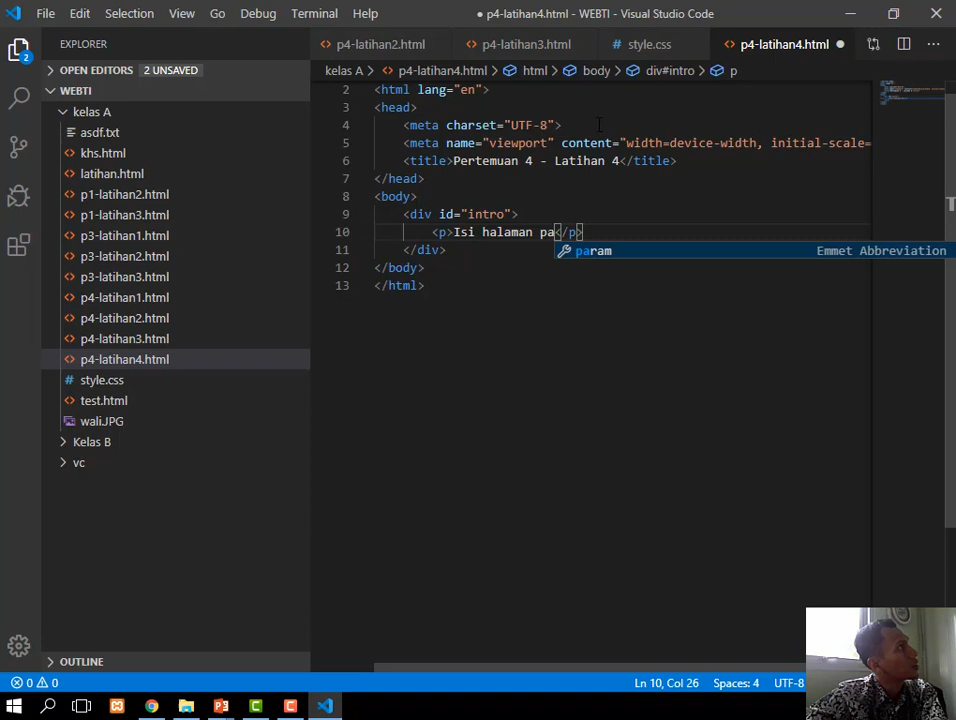 File Edit Selection View Go Debug Terminal Help
● p4-latihan4.html - WEBTI - Visual Studio Code
EXPLORER
p4-latihan2.html
p4-latihan3.html
# style.css
p4-latihan4.html ●
OPEN EDITORS 2 UNSAVED
kelas A > p4-latihan4.html > html > body > div#intro > p
WEBTI
kelas A
asdf.txt
khs.html
latihan.html
p1-latihan2.html
p1-latihan3.html
p3-latihan1.html
p3-latihan2.html
p3-latihan3.html
p4-latihan1.html
p4-latihan2.html
p4-latihan3.html
p4-latihan4.html
# style.css
test.html
wali.JPG
Kelas B
vc
OUTLINE
2
2 <html lang="en">
3 <head>
4 <meta charset="UTF-8">
5 <meta name="viewport" content="width=device-width, initial-scale=
6 <title>Pertemuan 4 - Latihan 4</title>
7 </head>
8 <body>
9 <div id="intro">
10 <p>Isi halaman pa</p>
param Emmet Abbreviation
11 </div>
12 </body>
13 </html>
0 0
Ln 10, Col 26 Spaces: 4 UTF-8